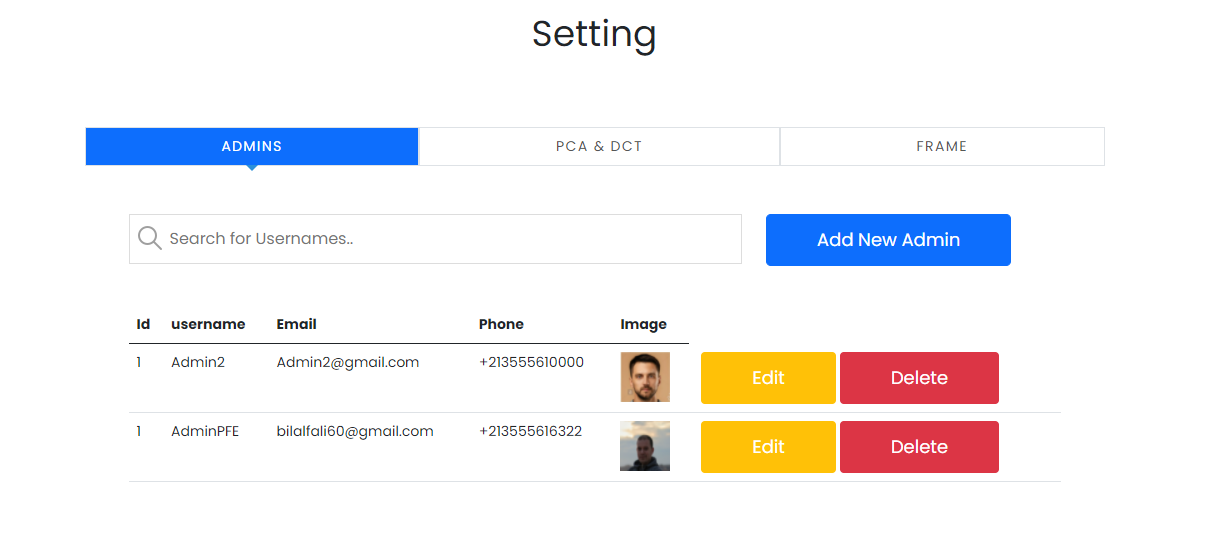 Setting
ADMINS PCA & DCT FRAME
Search for Usernames.. Add New Admin
Id username Email Phone Image
1 Admin2 Admin2@gmail.com +213555610000 Edit Delete
1 AdminPFE bilalfali60@gmail.com +213555616322 Edit Delete